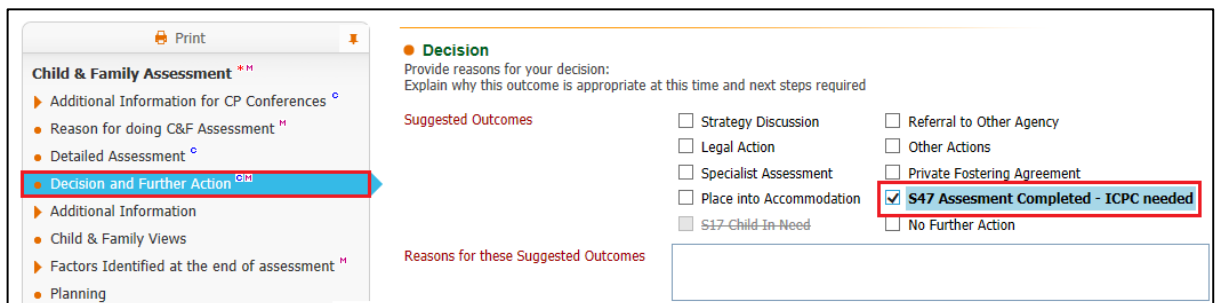 Print
Child & Family Assessment *M
Additional Information for CP Conferences C
Reason for doing C&F Assessment M
Detailed Assessment C
Decision and Further Action CM
Additional Information
Child & Family Views
Factors Identified at the end of assessment M
Planning
Decision
Provide reasons for your decision:
Explain why this outcome is appropriate at this time and next steps required
Suggested Outcomes
Strategy Discussion
Referral to Other Agency
Legal Action
Other Actions
Specialist Assessment
Private Fostering Agreement
Place into Accommodation
S47 Assesment Completed - ICPC needed
S17 Child In Need
No Further Action
Reasons for these Suggested Outcomes